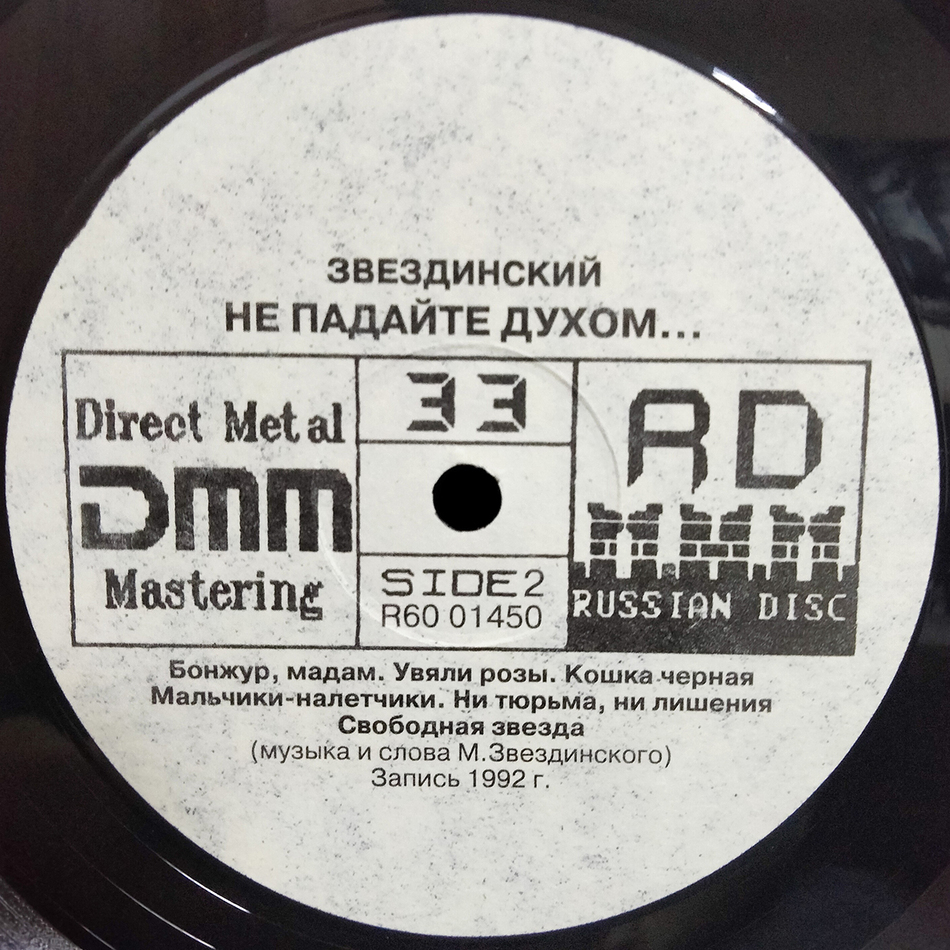 ЗВЕЗДИНСКИЙ
НЕ ПАДАЙТЕ ДУХОМ...
Direct Metal
DMM
Mastering
33
SIDE 2
R60 01450
RD
RUSSIAN DISC
Бонжур, мадам. Увяли розы. Кошка черная
Мальчики-налетчики. Ни тюрьма, ни лишения
Свободная звезда
(музыка и слова М.Звездинского)
Запись 1992 г.